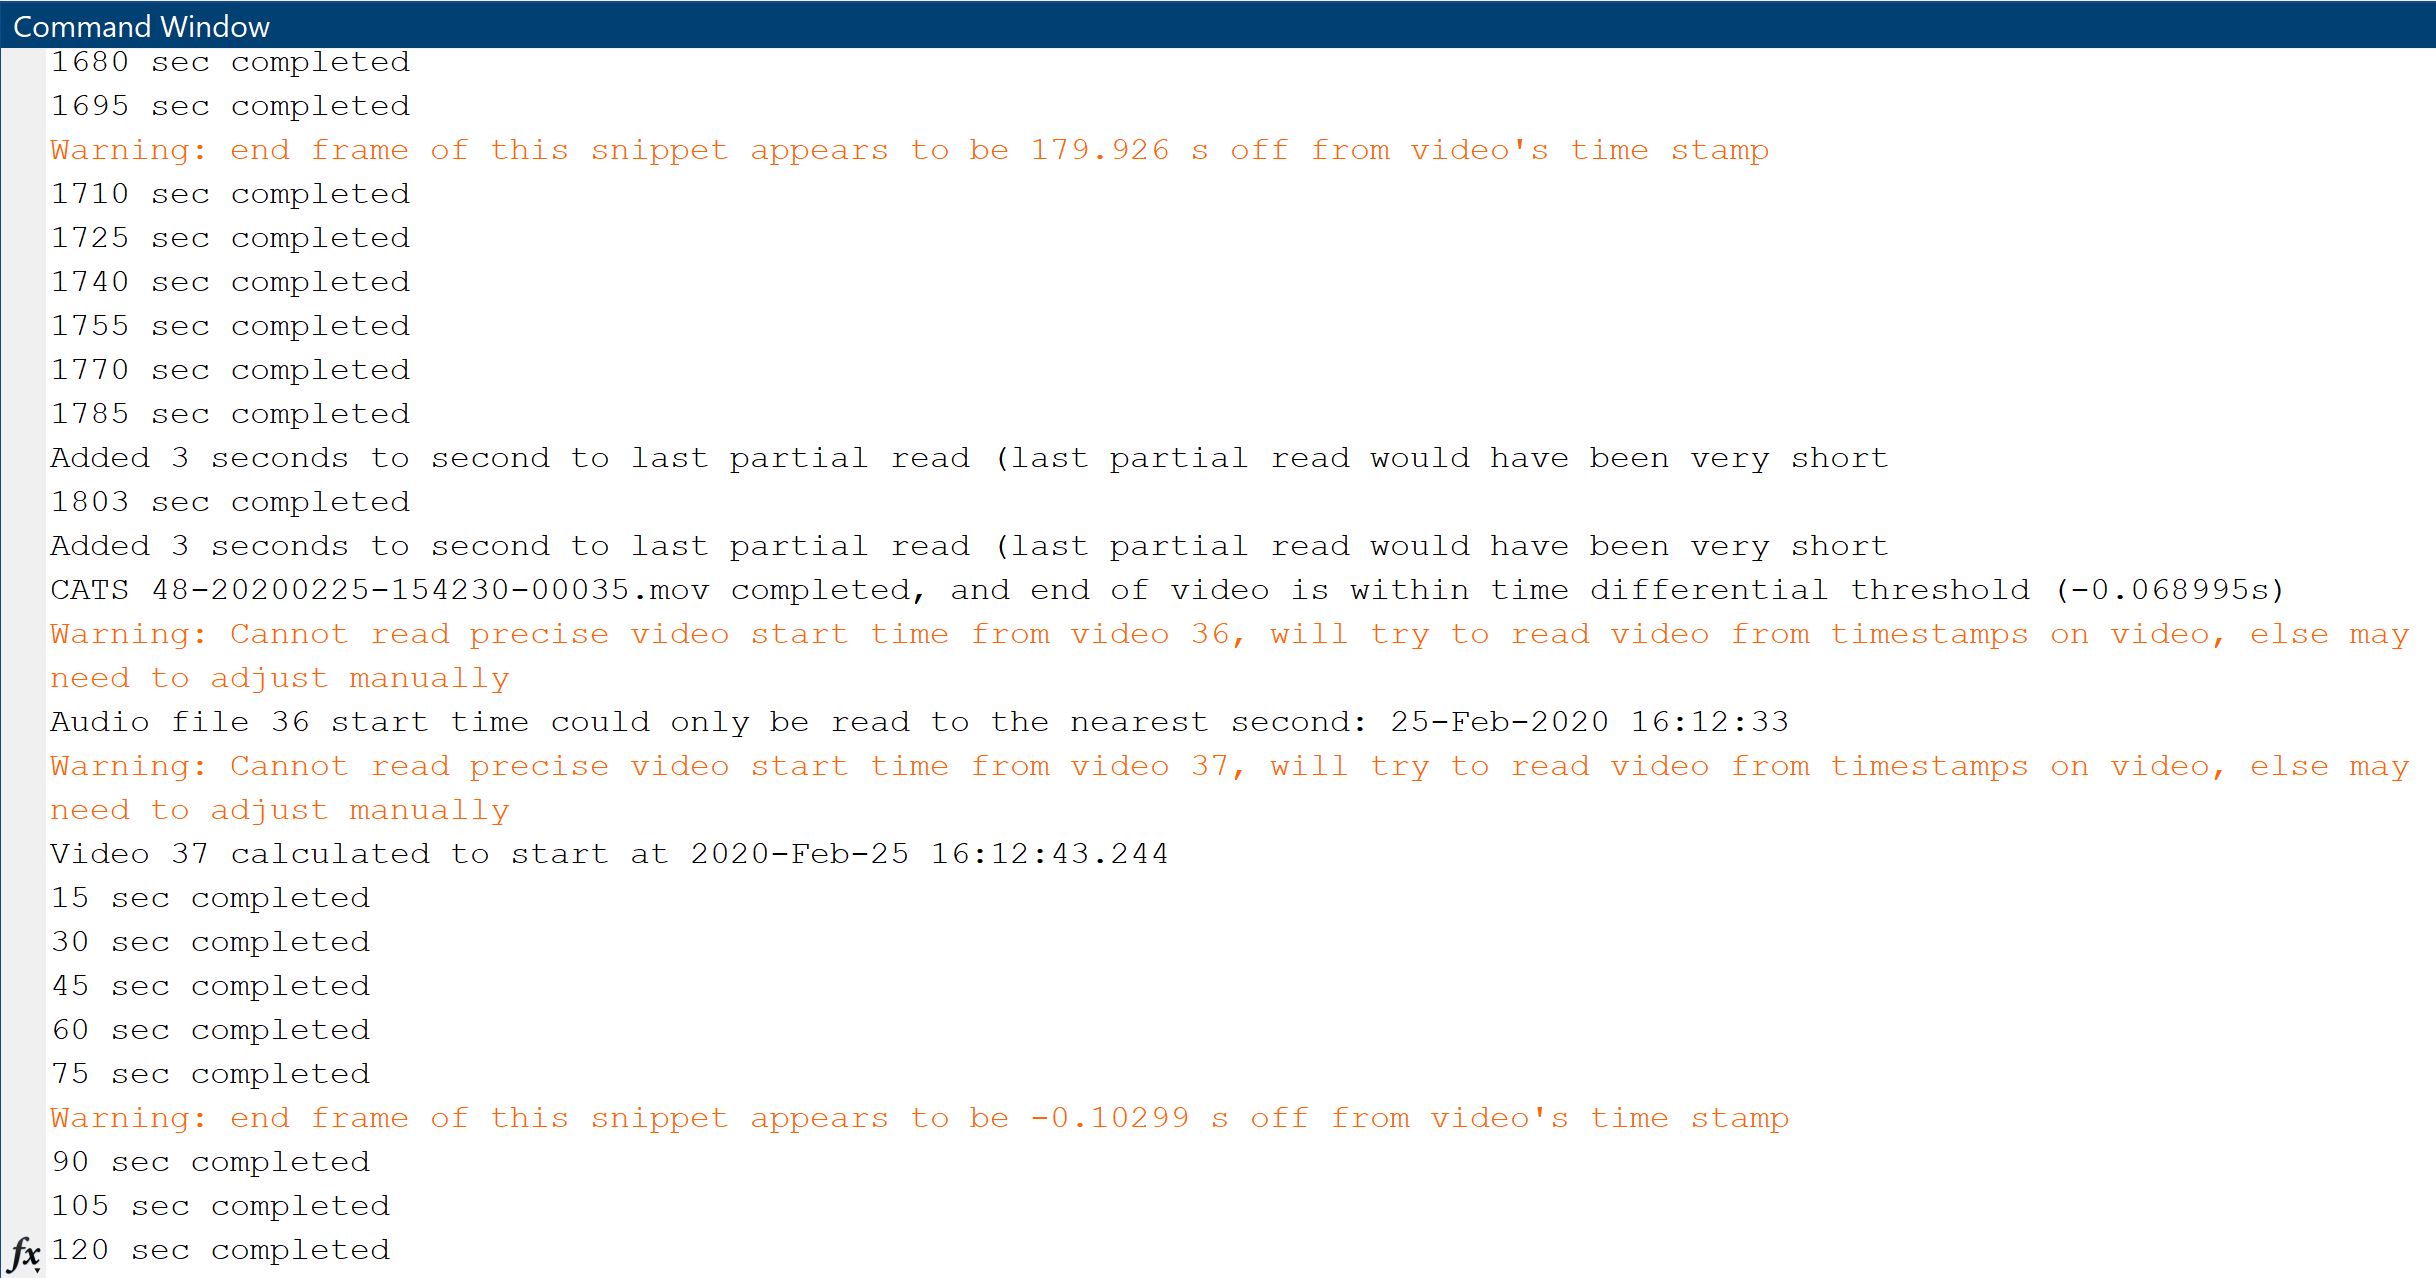 Command Window
1680 sec completed
1695 sec completed
Warning: end frame of this snippet appears to be 179.926 s off from video's time stamp
1710 sec completed
1725 sec completed
1740 sec completed
1755 sec completed
1770 sec completed
1785 sec completed
Added 3 seconds to second to last partial read (last partial read would have been very short
1803 sec completed
Added 3 seconds to second to last partial read (last partial read would have been very short
CATS 48-20200225-154230-00035.mov completed, and end of video is within time differential threshold (-0.068995s)
Warning: Cannot read precise video start time from video 36, will try to read video from timestamps on video, else may
need to adjust manually
Audio file 36 start time could only be read to the nearest second: 25-Feb-2020 16:12:33
Warning: Cannot read precise video start time from video 37, will try to read video from timestamps on video, else may
need to adjust manually
Video 37 calculated to start at 2020-Feb-25 16:12:43.244
15 sec completed
30 sec completed
45 sec completed
60 sec completed
75 sec completed
Warning: end frame of this snippet appears to be -0.10299 s off from video's time stamp
90 sec completed
105 sec completed
fx 120 sec completed